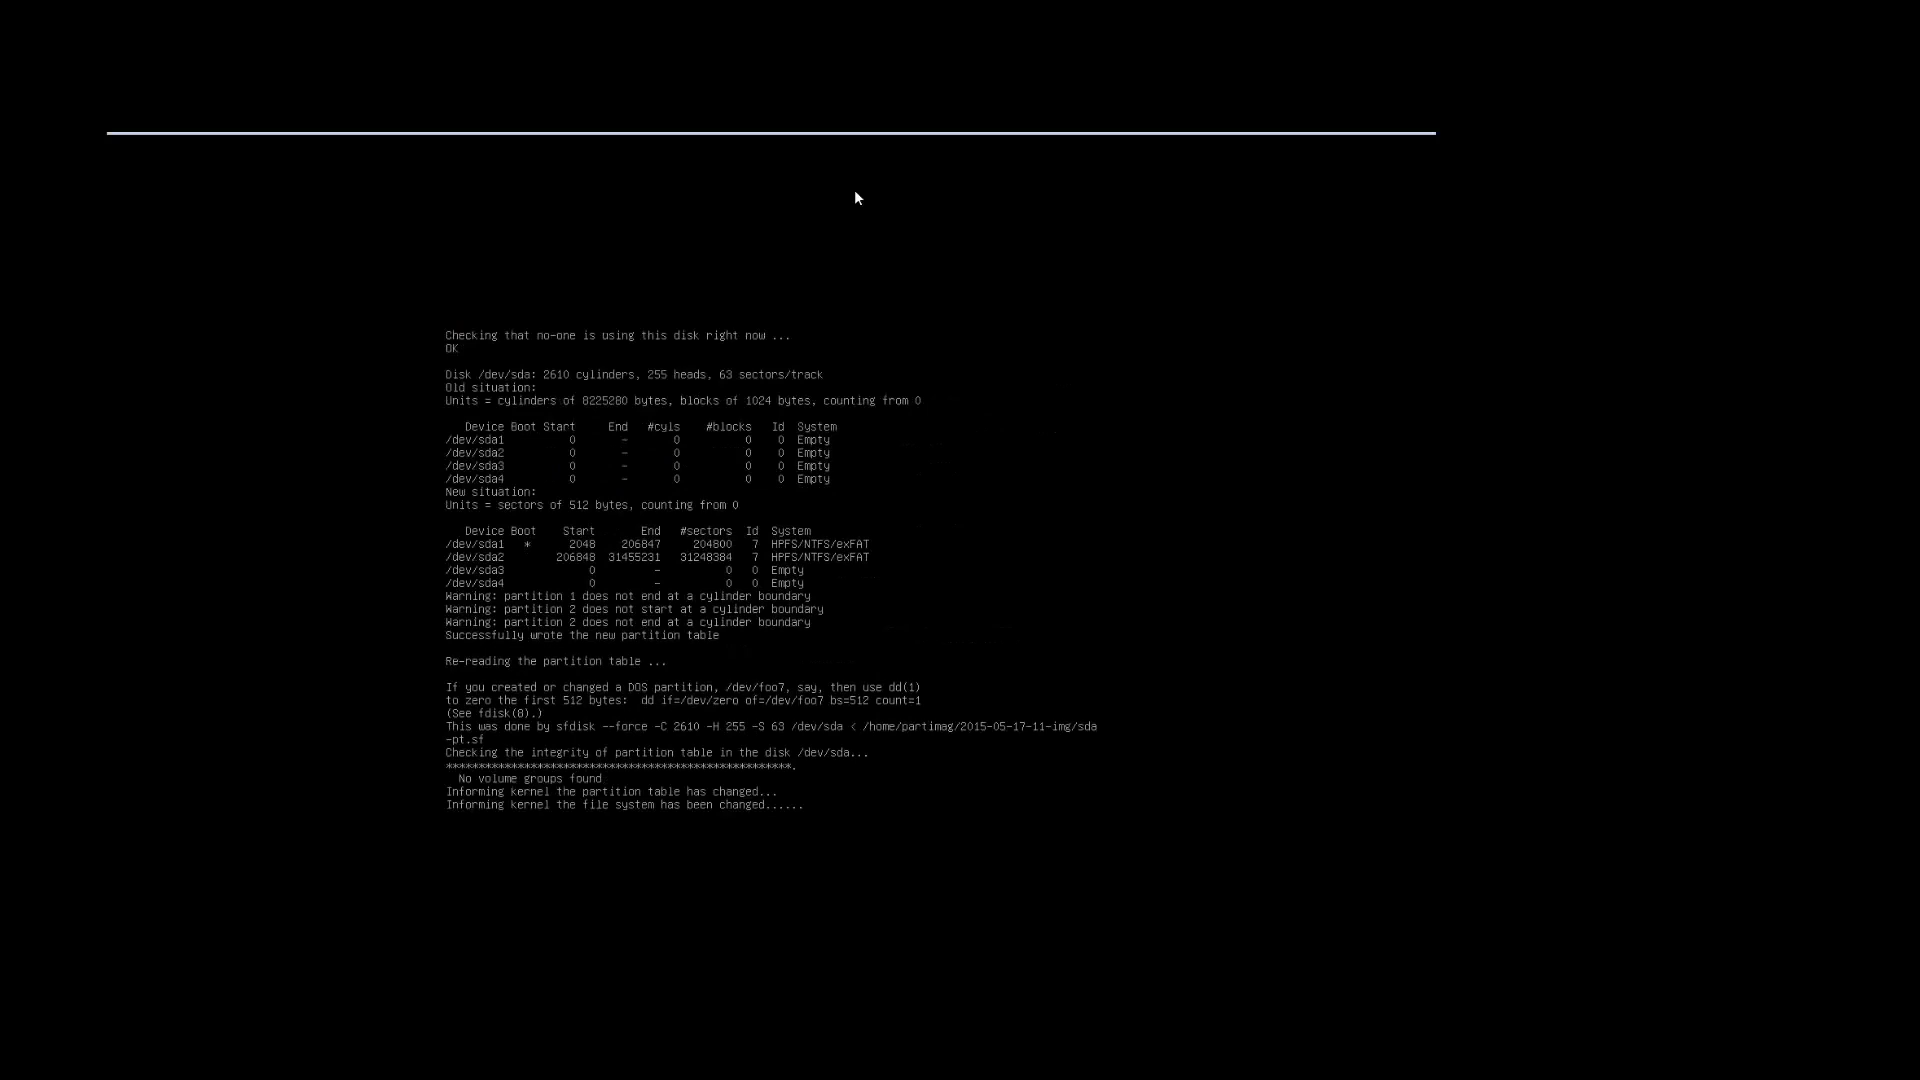 Checking that no-one is using this disk right now ...
OK
Disk /dev/sda: 2610 cylinders, 255 heads, 63 sectors/track
Old situation:
Units = cylinders of 8225280 bytes, blocks of 1024 bytes, counting from 0
   Device Boot Start     End   #cyls    #blocks   Id  System
/dev/sda1          0       -       0          0    0  Empty
/dev/sda2          0       -       0          0    0  Empty
/dev/sda3          0       -       0          0    0  Empty
/dev/sda4          0       -       0          0    0  Empty
New situation:
Units = sectors of 512 bytes, counting from 0
   Device Boot    Start       End   #sectors  Id  System
/dev/sda1   *      2048    206847     204800   7  HPFS/NTFS/exFAT
/dev/sda2        206848  31455231   31248384   7  HPFS/NTFS/exFAT
/dev/sda3             0         -          0   0  Empty
/dev/sda4             0         -          0   0  Empty
Warning: partition 1 does not end at a cylinder boundary
Warning: partition 2 does not start at a cylinder boundary
Warning: partition 2 does not end at a cylinder boundary
Successfully wrote the new partition table
Re-reading the partition table ...
If you created or changed a DOS partition, /dev/foo7, say, then use dd(1)
to zero the first 512 bytes:  dd if=/dev/zero of=/dev/foo7 bs=512 count=1
(See fdisk(8).)
This was done by sfdisk --force -C 2610 -H 255 -S 63 /dev/sda < /home/partimag/2015-05-17-11-img/sda
-pt.sf
Checking the integrity of partition table in the disk /dev/sda...
*****************************************************.
  No volume groups found
Informing kernel the partition table has changed...
Informing kernel the file system has been changed......